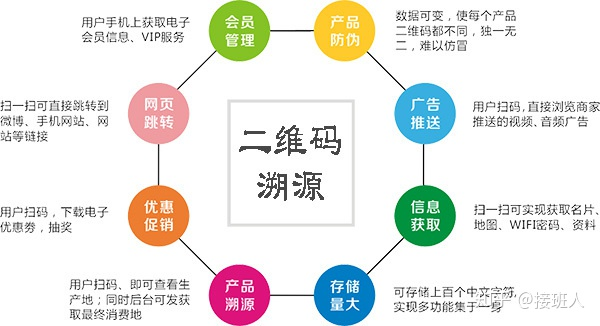 用户手机上获取电子
会员信息、VIP服务
会员
管理
产品
防伪
数据可变，使每个产品
二维码都不同，独一无
二，难以仿冒
扫一扫可直接跳转到
微博、手机网站、网
站等链接
网页
跳转
广告
推送
用户扫码，直接浏览商家
推送的视频、音频广告
二维码
溯源
用户扫码，下载电子
优惠券，抽奖
优惠
促销
信息
获取
扫一扫可实现获取名片、
地图、WIFI密码、资料
用户扫码、即可查看生
产地；同时后台可发获
取最终消费地
产品
溯源
存储
量大
可存储上百个中文字符，
实现多功能集于一身
知乎 @接班人